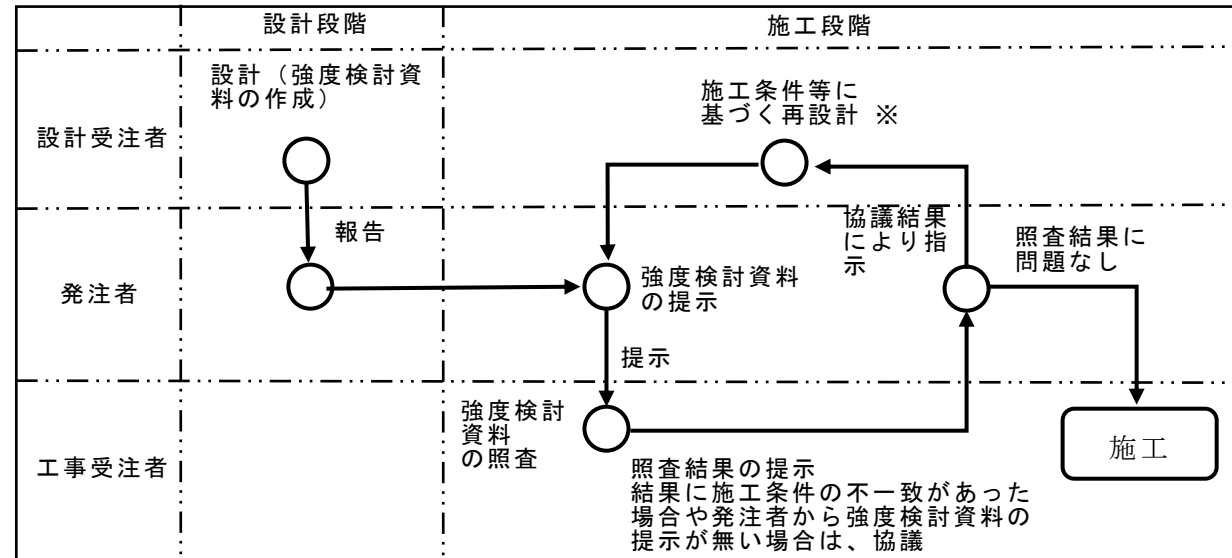 設計段階
施工段階
設計（強度検討資
料の作成）
施工条件等に
基づく再設計 ※
設計受注者
報告
協議結果
により指
示
照査結果に
問題なし
発注者
強度検討資料
の提示
提示
強度検討
資料
の照査
施工
工事受注者
照査結果の提示
結果に施工条件の不一致があった
場合や発注者から強度検討資料の
提示が無い場合は、協議